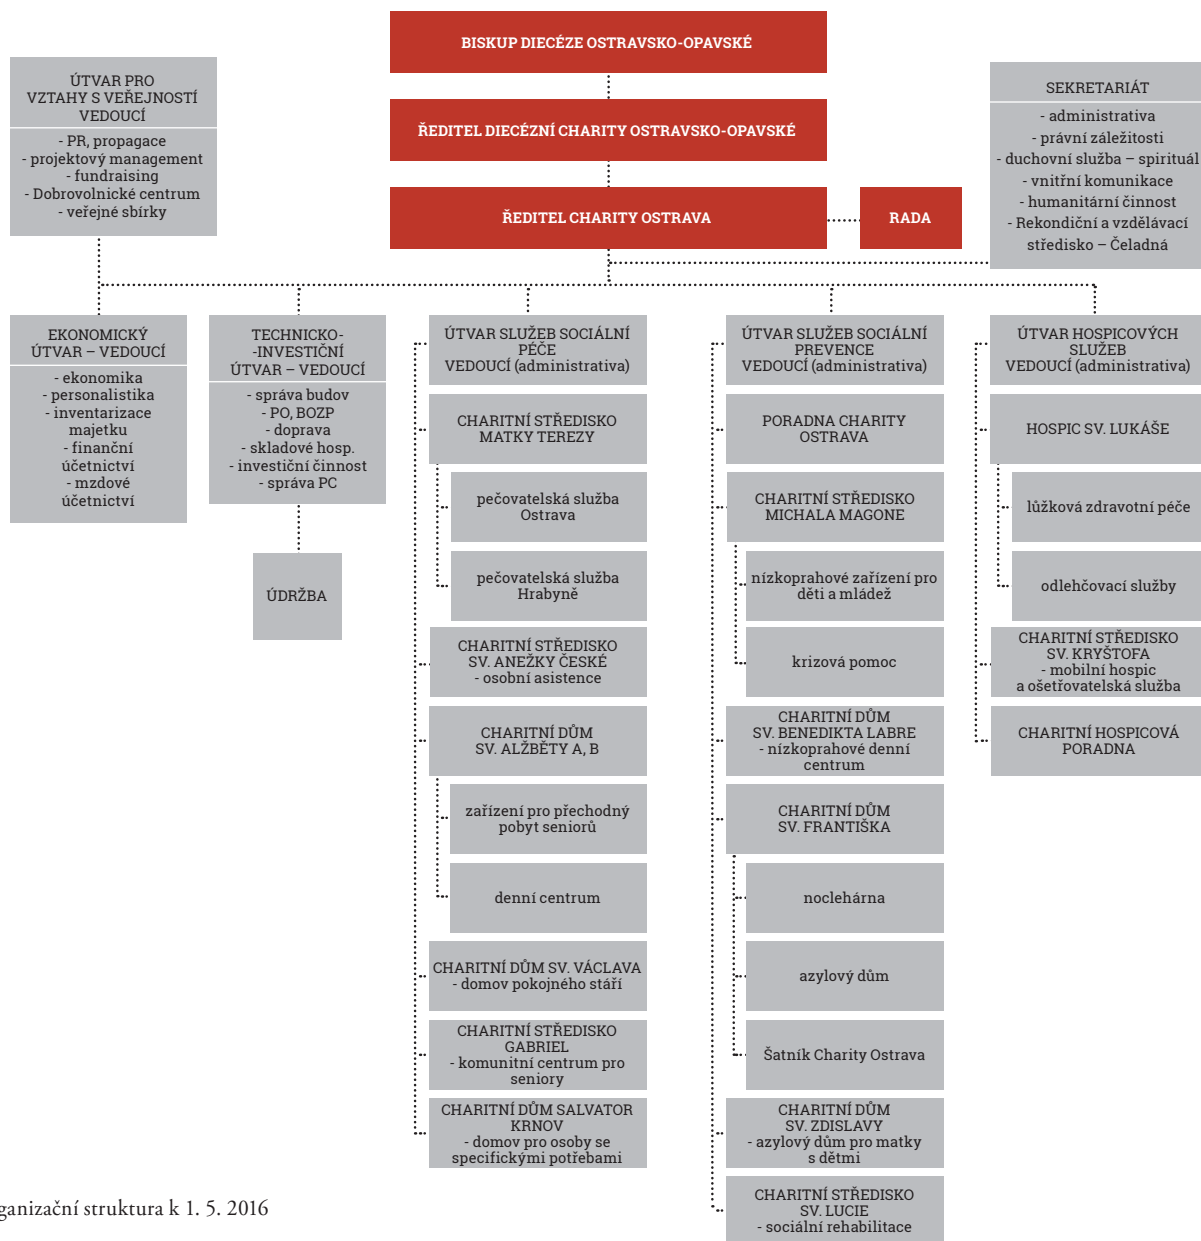 BISKUP DIECÉZE OSTRAVSKO-OPAVSKÉ
ŘEDITEL DIECÉZNÍ CHARITY OSTRAVSKO-OPAVSKÉ
ŘEDITEL CHARITY OSTRAVA
RADA
ÚTVAR PRO
VZTAHY S VEŘEJNOSTÍ
VEDOUCÍ
- PR, propagace
- projektový management
- fundraising
- Dobrovolnické centrum
- veřejné sbírky
SEKRETARIÁT
- administrativa
- právní záležitosti
- duchovní služba – spirituál
- vnitřní komunikace
- humanitární činnost
- Rekondiční a vzdělávací
středisko – Čeladná
EKONOMICKÝ
ÚTVAR – VEDOUCÍ
- ekonomika
- personalistika
- inventarizace
majetku
- finanční
účetnictví
- mzdové
účetnictví
TECHNICKO-
-INVESTIČNÍ
ÚTVAR – VEDOUCÍ
- správa budov
- PO, BOZP
- doprava
- skladové hosp.
- investiční činnost
- správa PC
ÚDRŽBA
ÚTVAR SLUŽEB SOCIÁLNÍ
PÉČE
VEDOUCÍ (administrativa)
CHARITNÍ STŘEDISKO
MATKY TEREZY
pečovatelská služba
Ostrava
pečovatelská služba
Hrabyně
CHARITNÍ STŘEDISKO
SV. ANEŽKY ČESKÉ
- osobní asistence
CHARITNÍ DŮM
SV. ALŽBĚTY A, B
zařízení pro přechodný
pobyt seniorů
denní centrum
CHARITNÍ DŮM SV. VÁCLAVA
- domov pokojného stáří
CHARITNÍ STŘEDISKO
GABRIEL
- komunitní centrum pro
seniory
CHARITNÍ DŮM SALVATOR
KRNOV
- domov pro osoby se
specifickými potřebami
ÚTVAR SLUŽEB SOCIÁLNÍ
PREVENCE
VEDOUCÍ (administrativa)
PORADNA CHARITY
OSTRAVA
CHARITNÍ STŘEDISKO
MICHALA MAGONE
nízkoprahové zařízení pro
děti a mládež
krizová pomoc
CHARITNÍ DŮM
SV. BENEDIKTA LABRE
- nízkoprahové denní
centrum
CHARITNÍ DŮM
SV. FRANTIŠKA
noclehárna
azylový dům
Šatník Charity Ostrava
CHARITNÍ DŮM
SV. ZDISLAVY
- azylový dům pro matky
s dětmi
CHARITNÍ STŘEDISKO
SV. LUCIE
- sociální rehabilitace
ÚTVAR HOSPICOVÝCH
SLUŽEB
VEDOUCÍ (administrativa)
HOSPIC SV. LUKÁŠE
lůžková zdravotní péče
odlehčovací služby
CHARITNÍ STŘEDISKO
SV. KRYŠTOFA
- mobilní hospic
a ošetřovatelská služba
CHARITNÍ HOSPICOVÁ
PORADNA
ganizační struktura k 1. 5. 2016